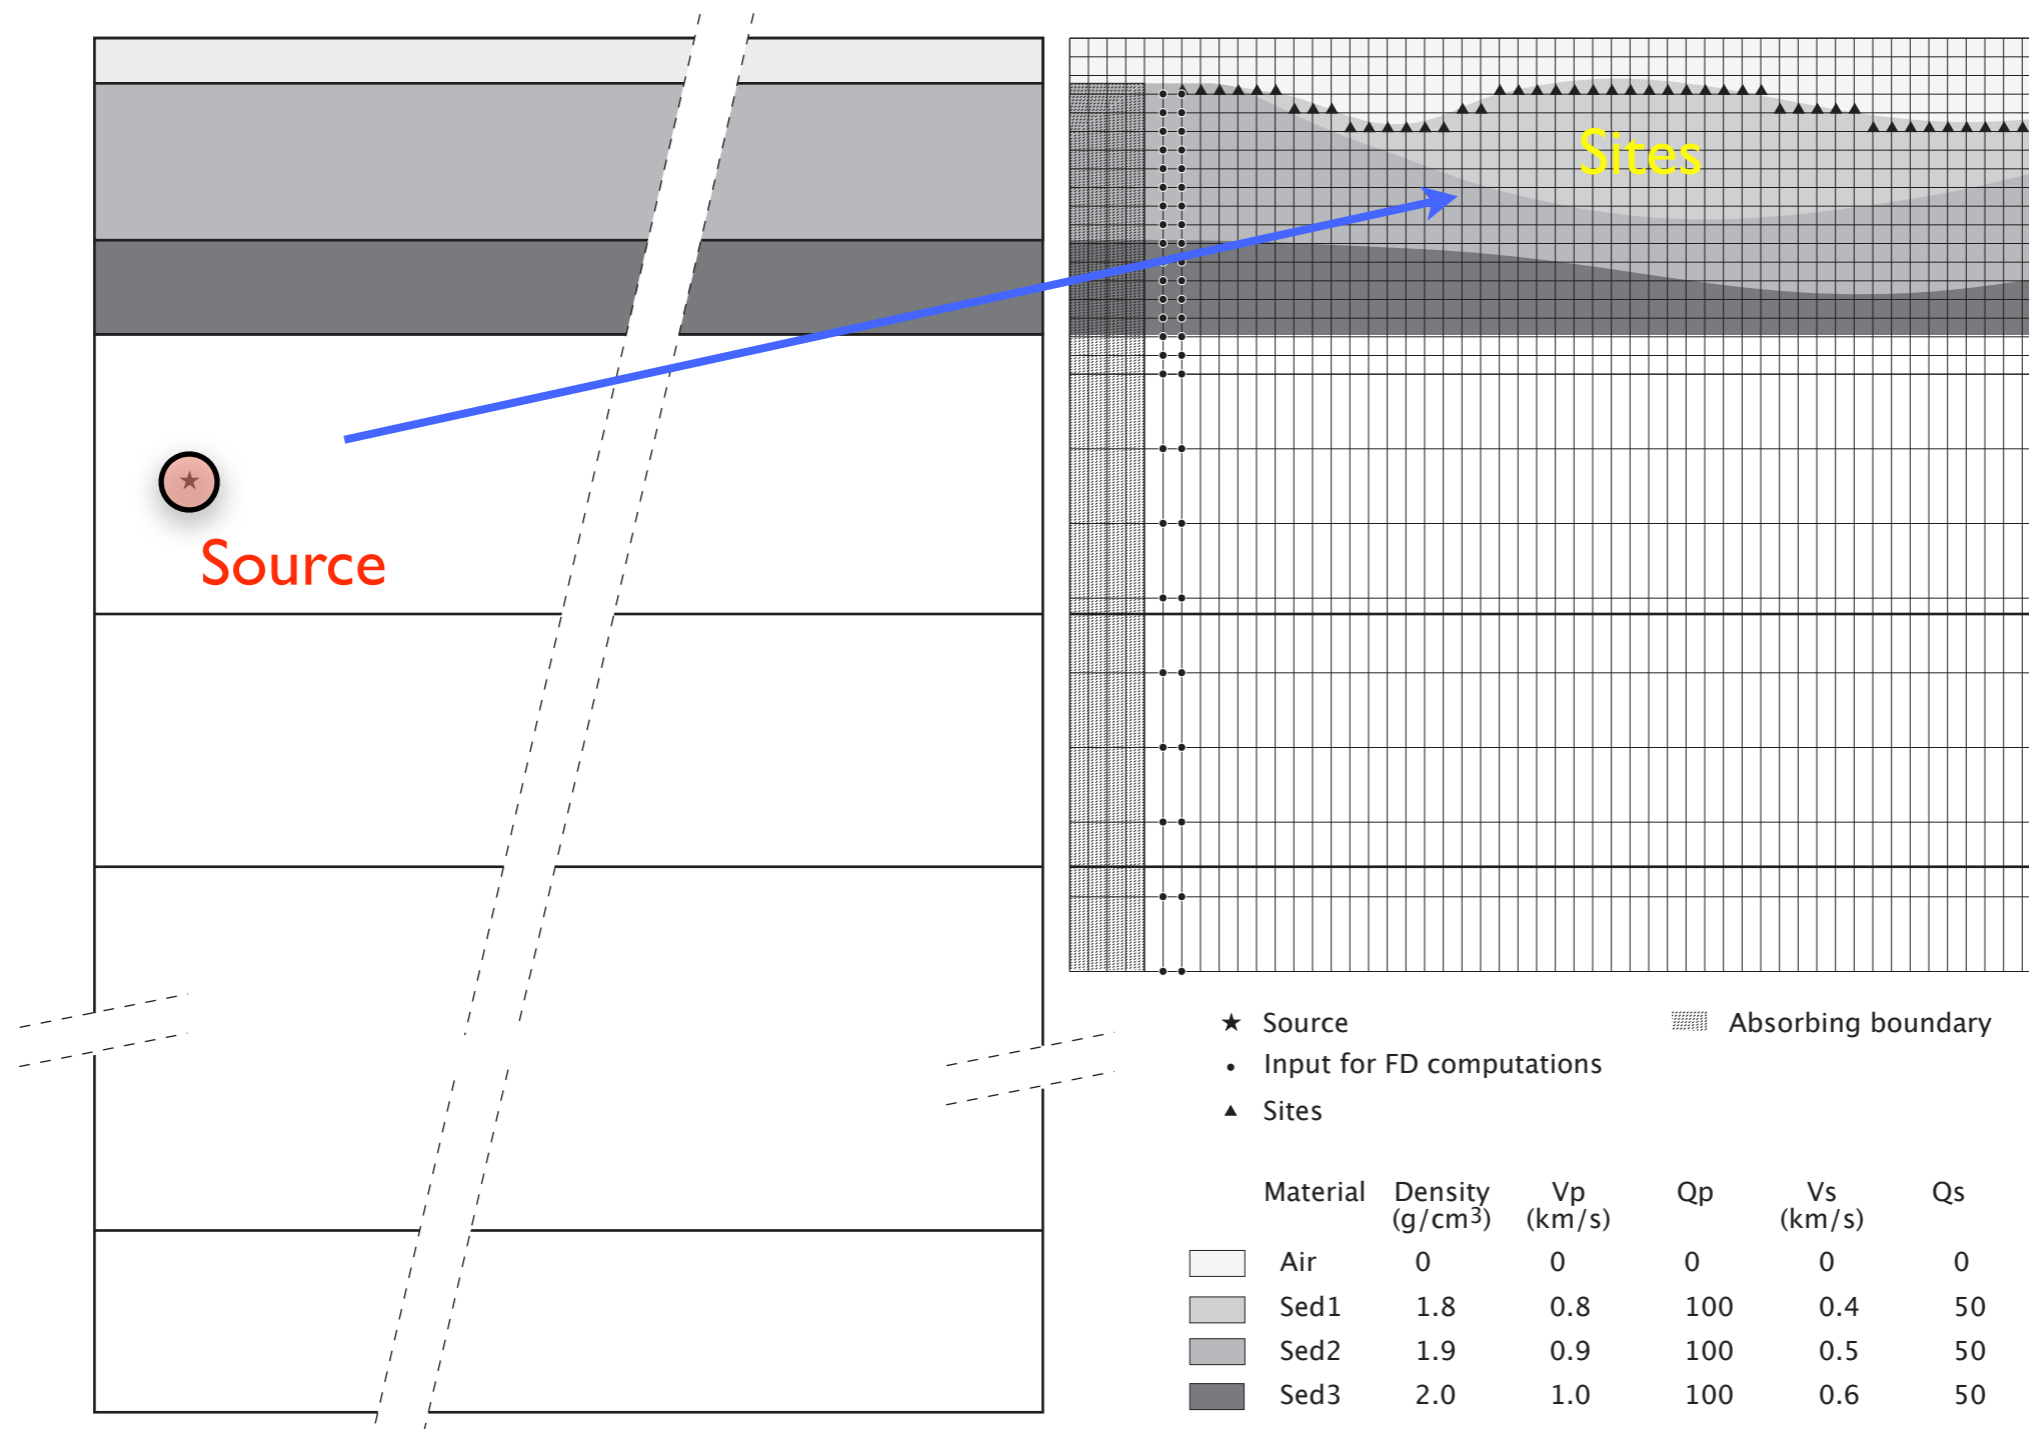 Sites
Source
★ Source
Absorbing boundary
• Input for FD computations
▲ Sites
Material Density Vp Qp Vs Qs
(g/cm³) (km/s) (km/s)
Air 0 0 0 0 0
Sed1 1.8 0.8 100 0.4 50
Sed2 1.9 0.9 100 0.5 50
Sed3 2.0 1.0 100 0.6 50